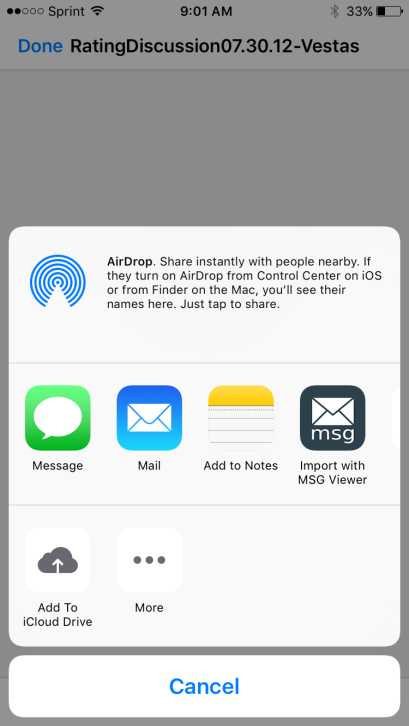 Sprint 9:01 AM 33%
Done RatingDiscussion07.30.12-Vestas
AirDrop. Share instantly with people nearby. If
they turn on AirDrop from Control Center on iOS
or from Finder on the Mac, you'll see their
names here. Just tap to share.
msg
Message Mail Add to Notes Import with
MSG Viewer
Add To
iCloud Drive
More
Cancel